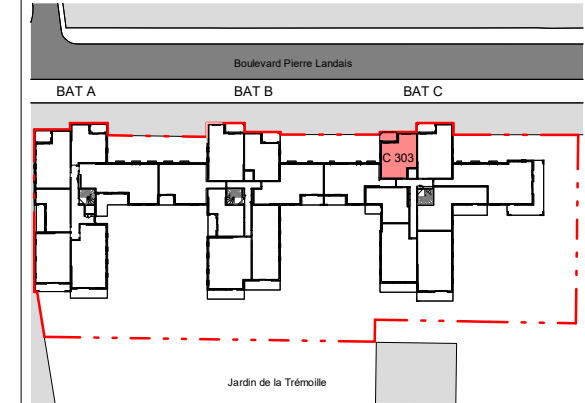 Boulevard Pierre Landais
BAT A
BAT B
BAT C
C 303
Jardin de la Trémoille